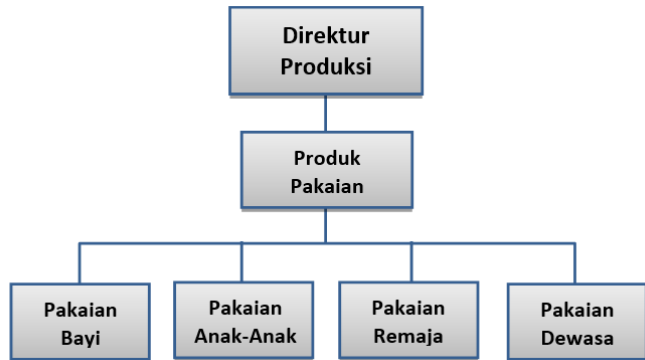 Direktur
Produksi
Produk
Pakaian
Pakaian
Bayi
Pakaian
Anak-Anak
Pakaian
Remaja
Pakaian
Dewasa